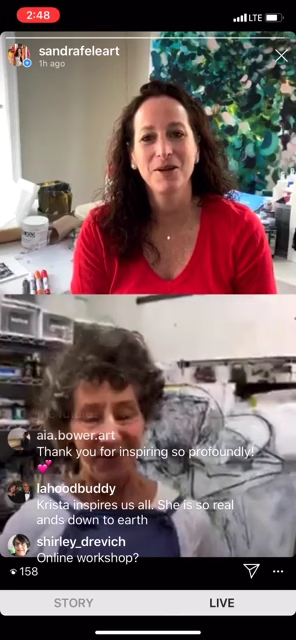 2:48
LTE
sandrafeleart
1h ago
aia.bower.art
Thank you for inspiring so profoundly!
💕
lahoodbuddy
Krista inspires us all. She is so real
ands down to earth
shirley_drevich
Online workshop?
158
STORY
LIVE